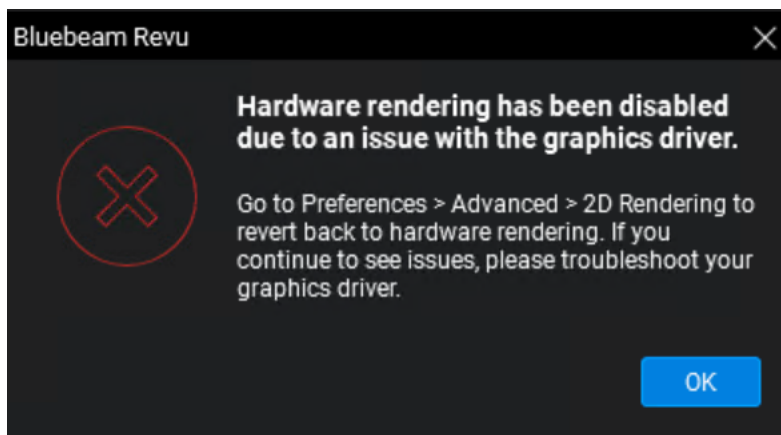 Bluebeam Revu
Hardware rendering has been disabled
due to an issue with the graphics driver.
Go to Preferences > Advanced > 2D Rendering to
revert back to hardware rendering. If you
continue to see issues, please troubleshoot your
graphics driver.
OK